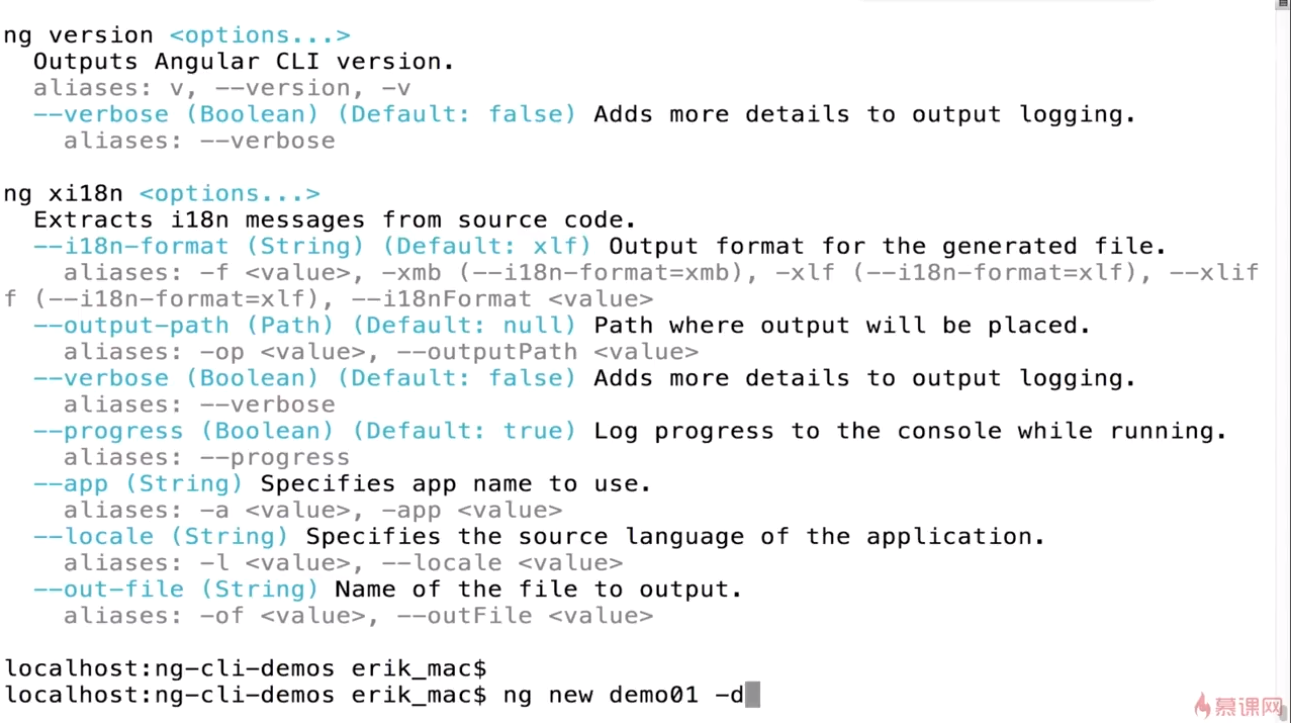 ng version <options...>
  Outputs Angular CLI version.
  aliases: v, --version, -v
  --verbose (Boolean) (Default: false) Adds more details to output logging.
    aliases: --verbose

ng xi18n <options...>
  Extracts i18n messages from source code.
  --i18n-format (String) (Default: xlf) Output format for the generated file.
    aliases: -f <value>, -xmb (--i18n-format=xmb), -xlf (--i18n-format=xlf), --xlif
f (--i18n-format=xlf), --i18nFormat <value>
  --output-path (Path) (Default: null) Path where output will be placed.
    aliases: -op <value>, --outputPath <value>
  --verbose (Boolean) (Default: false) Adds more details to output logging.
    aliases: --verbose
  --progress (Boolean) (Default: true) Log progress to the console while running.
    aliases: --progress
  --app (String) Specifies app name to use.
    aliases: -a <value>, -app <value>
  --locale (String) Specifies the source language of the application.
    aliases: -l <value>, --locale <value>
  --out-file (String) Name of the file to output.
    aliases: -of <value>, --outFile <value>

localhost:ng-cli-demos erik_mac$
localhost:ng-cli-demos erik_mac$ ng new demo01 -d
慕课网